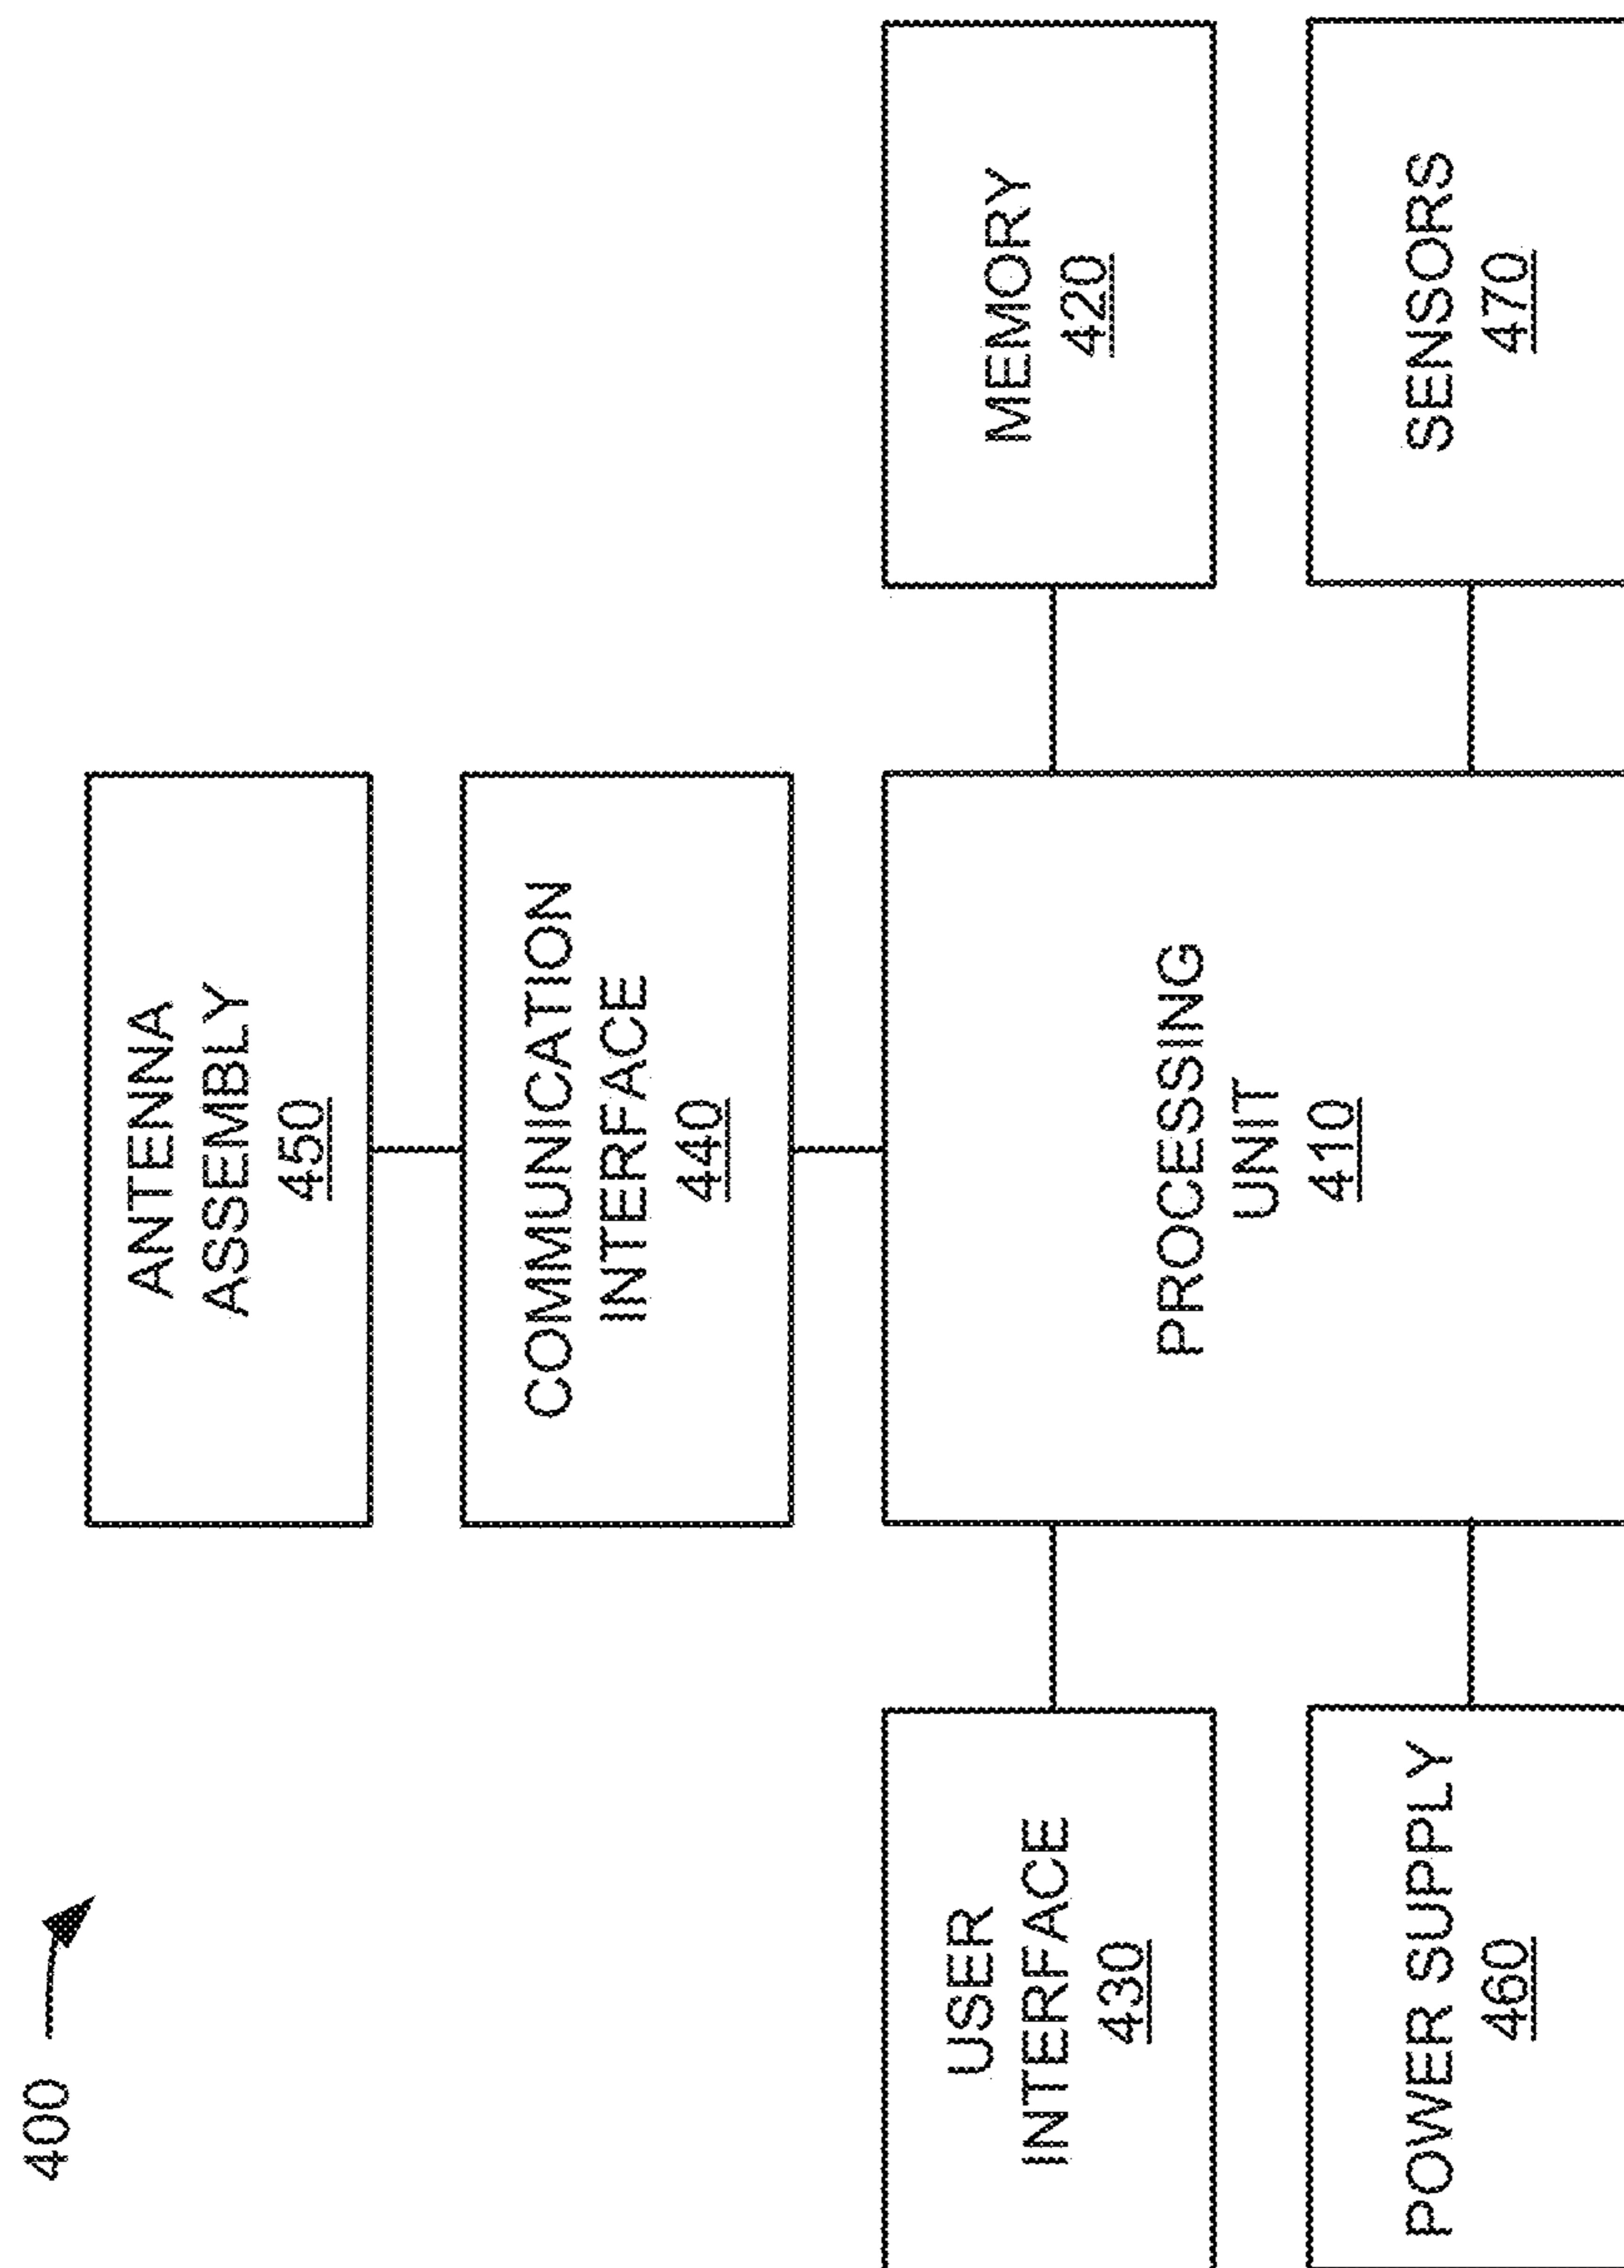 400
ANTENNA
ASSEMBLY
450
COMMUNICATION
INTERFACE
440
USER
INTERFACE
430
PROCESSING
UNIT
410
MEMORY
420
POWER SUPPLY
460
SENSORS
470